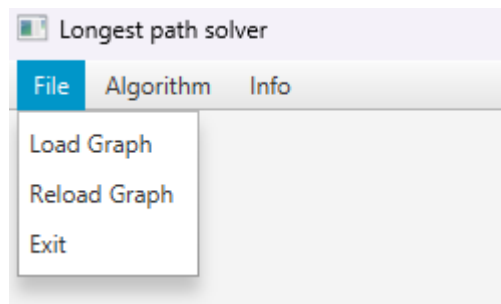 Longest path solver
File Algorithm Info
Load Graph
Reload Graph
Exit